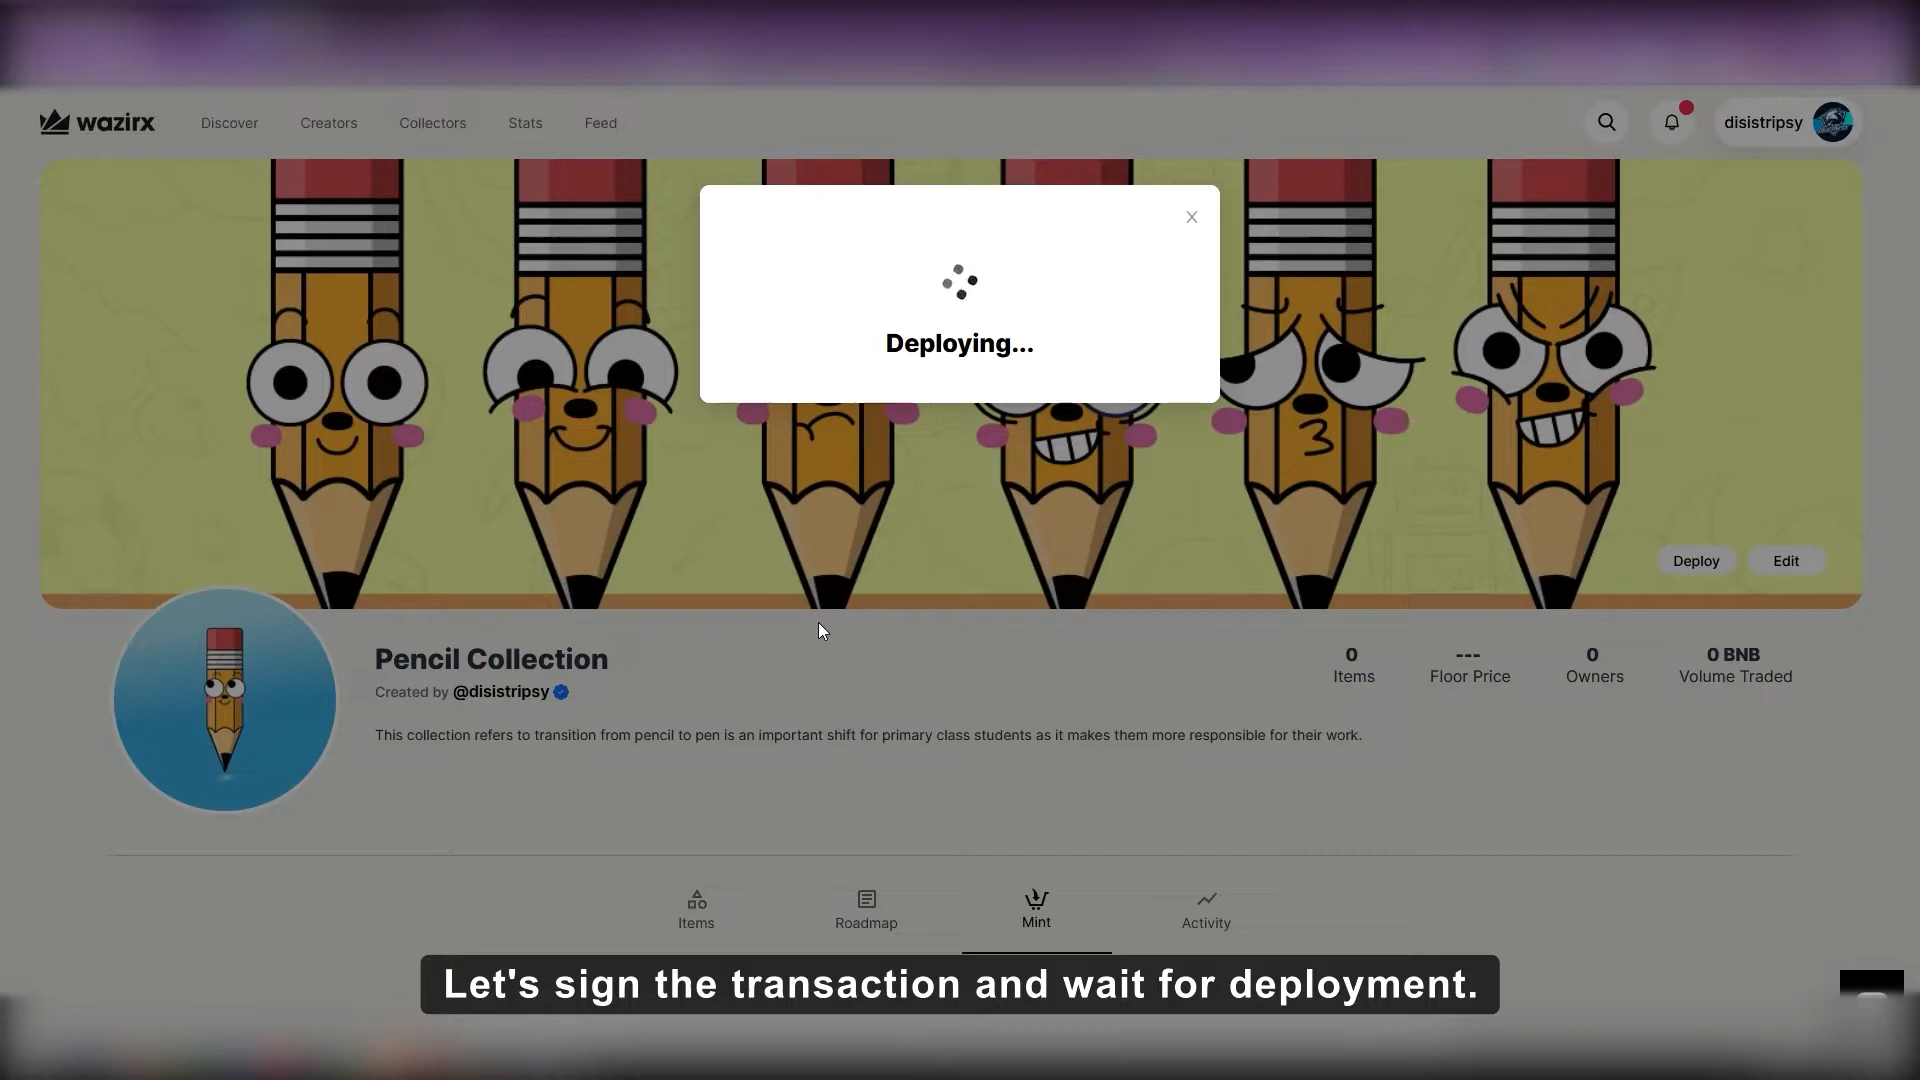 wazirx Discover Creators Collectors Stats Feed disistripsy
Deploying...
Deploy Edit
Pencil Collection
Created by @disistripsy
This collection refers to transition from pencil to pen is an important shift for primary class students as it makes them more responsible for their work.
0 --- 0 0 BNB
Items Floor Price Owners Volume Traded
Items Roadmap Mint Activity
Let's sign the transaction and wait for deployment.